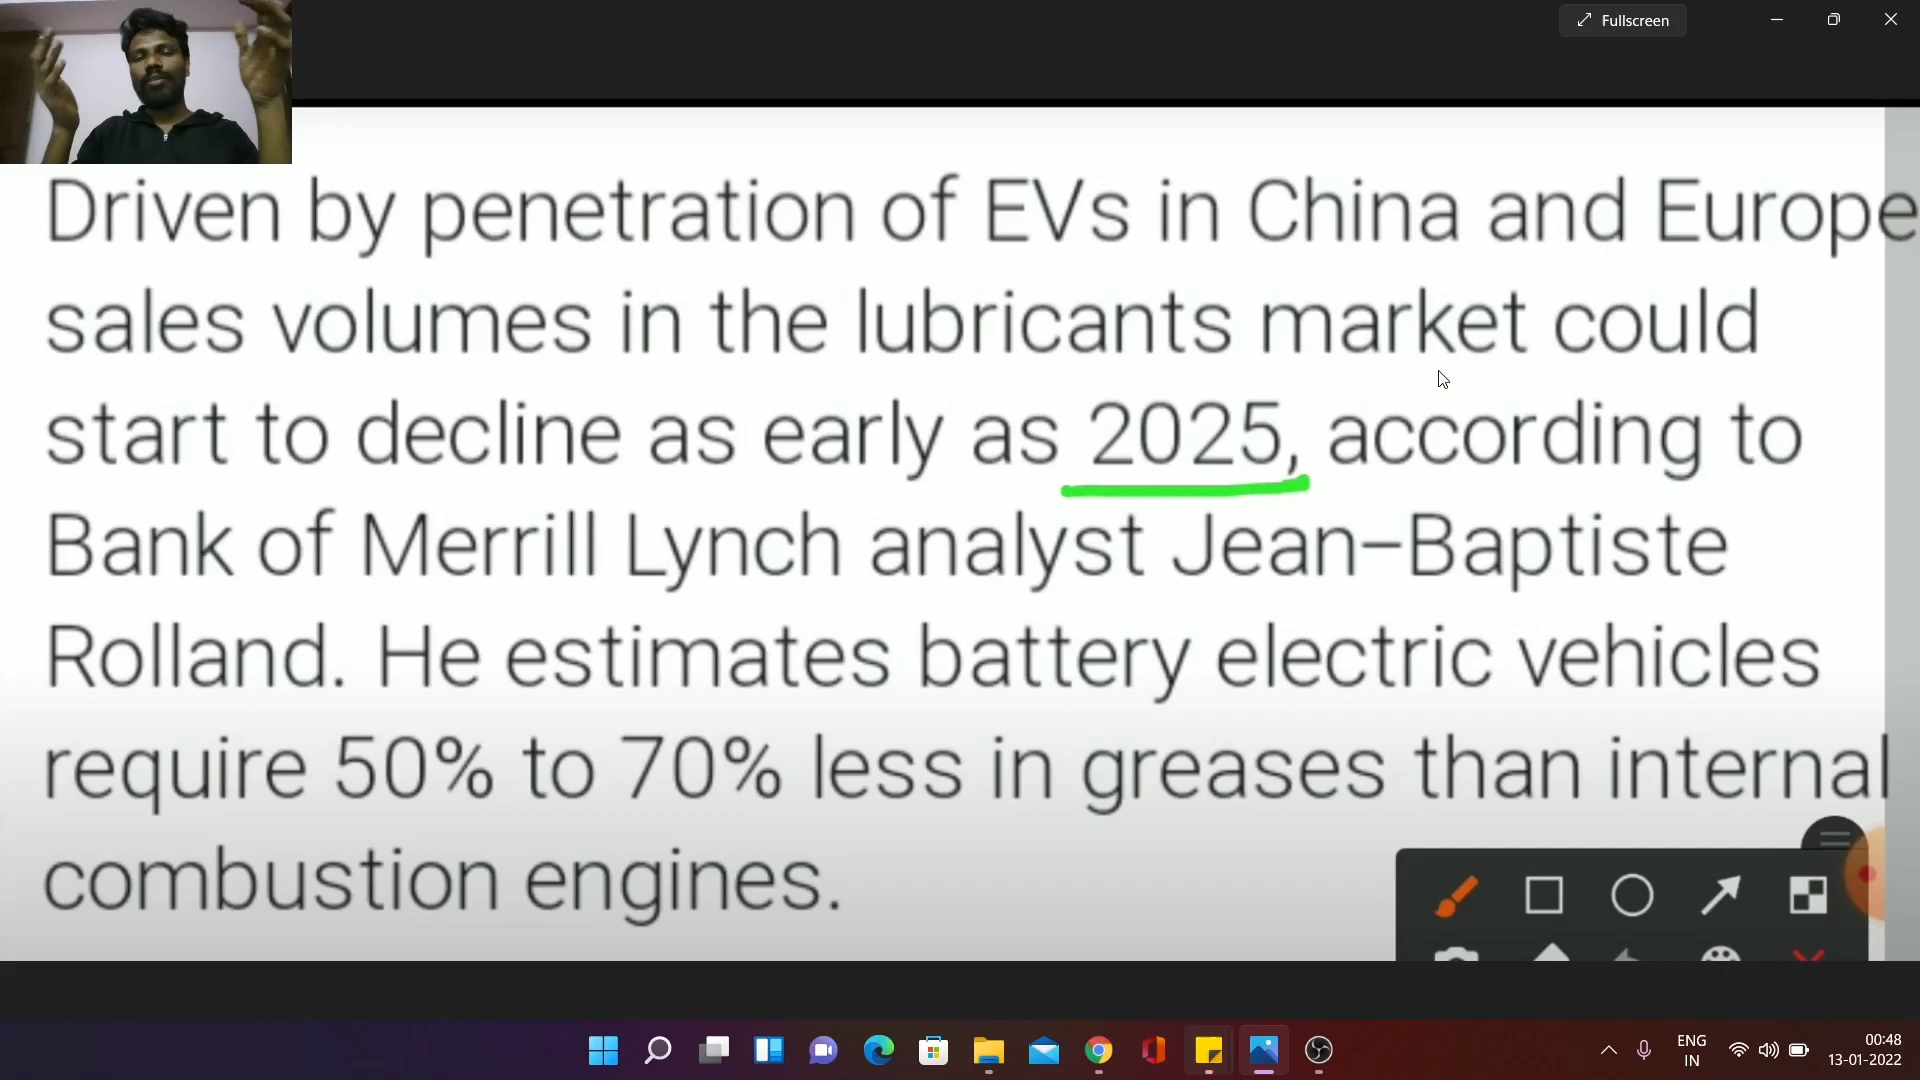 Fullscreen
Driven by penetration of EVs in China and Europe
sales volumes in the lubricants market could
start to decline as early as 2025, according to
Bank of Merrill Lynch analyst Jean–Baptiste
Rolland. He estimates battery electric vehicles
require 50% to 70% less in greases than internal
combustion engines.
ENG
IN
00:48
13-01-2022